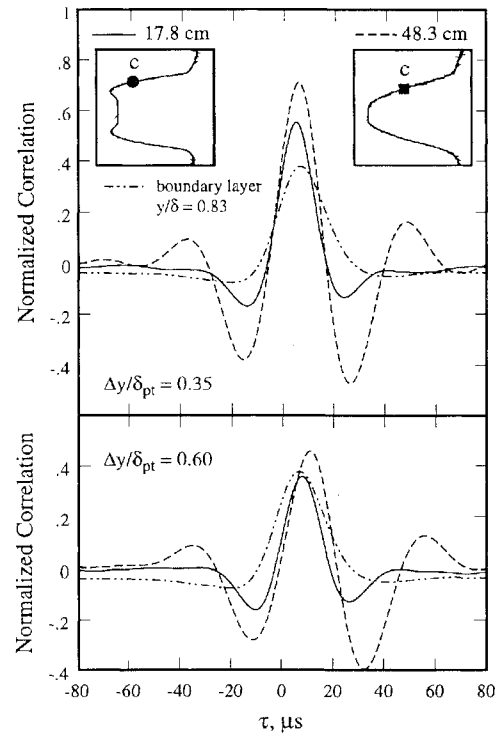 1
17.8 cm
48.3 cm
c
c
.8
.6
boundary layer
y/δ = 0.83
.4
.2
0
-.2
-.4
Normalized Correlation
Δy/δpt = 0.35
Δy/δpt = 0.60
.4
.2
0
-.2
-.4
Normalized Correlation
-80 -60 -40 -20 0 20 40 60 80
τ, μs